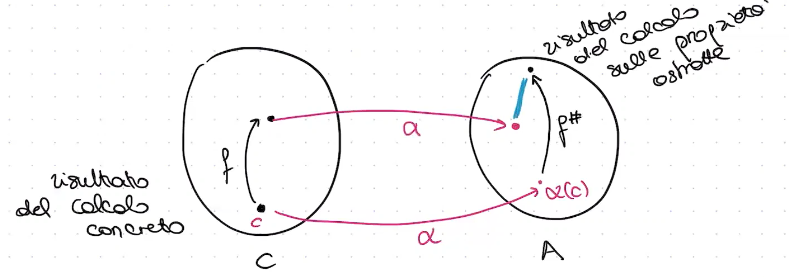 risultato
del calcolo
sulle proprietà
astratte
α
f
f#
risultato
del calcolo
concreto
c
α(c)
α
C
A